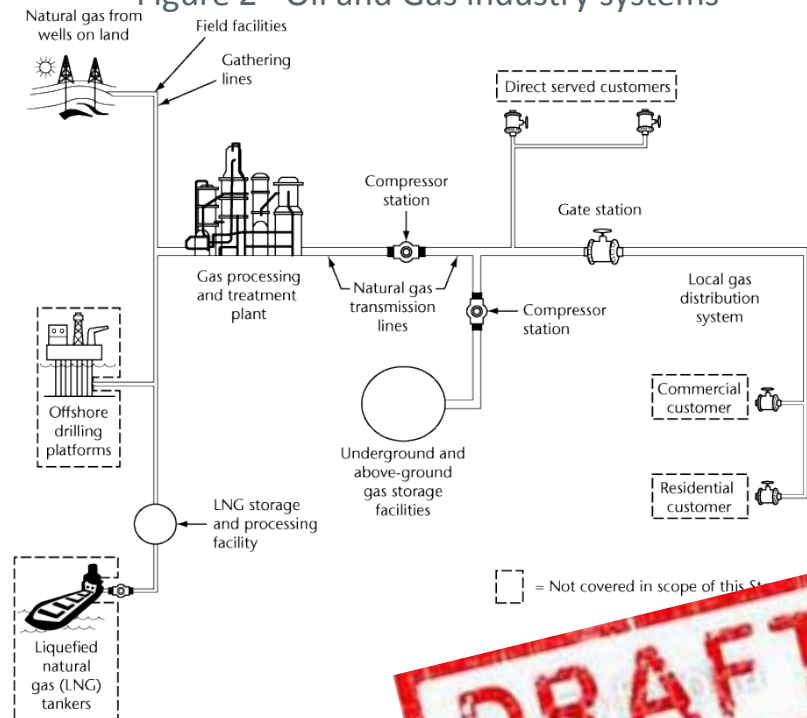 Figure 2 - Oil and Gas industry systems
Natural gas from
wells on land
Field facilities
Gathering
lines
Direct served customers
Compressor
station
Gate station
Gas processing
and treatment
plant
Natural gas
transmission
lines
Compressor
station
Local gas
distribution
system
Offshore
drilling
platforms
Underground and
above-ground
gas storage
facilities
Commercial
customer
Residential
customer
LNG storage
and processing
facility
Liquefied
natural
gas (LNG)
tankers
= Not covered in scope of this
DRAFT